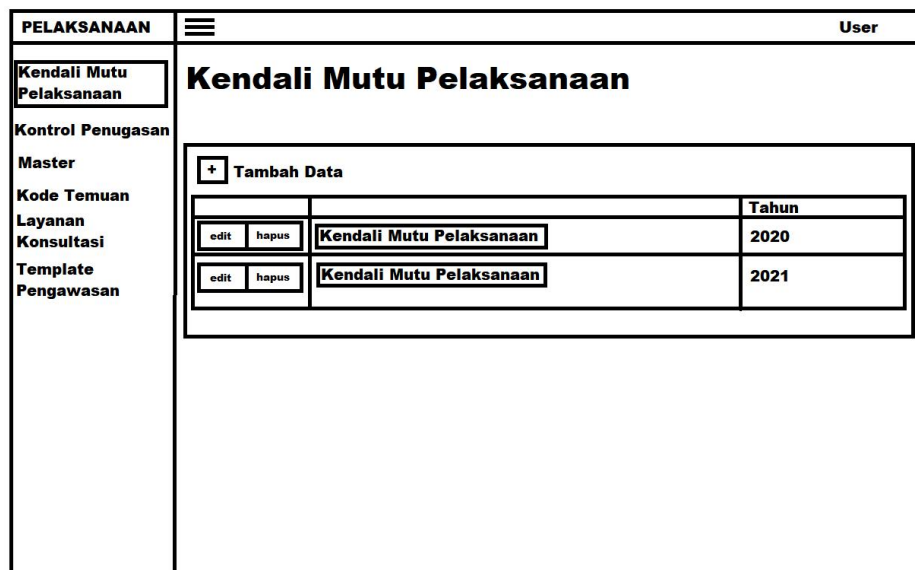 PELAKSANAAN
User
Kendali Mutu
Pelaksanaan
Kontrol Penugasan
Master
Kode Temuan
Layanan
Konsultasi
Template
Pengawasan
Kendali Mutu Pelaksanaan
+ Tambah Data
Tahun
edit hapus Kendali Mutu Pelaksanaan 2020
edit hapus Kendali Mutu Pelaksanaan 2021